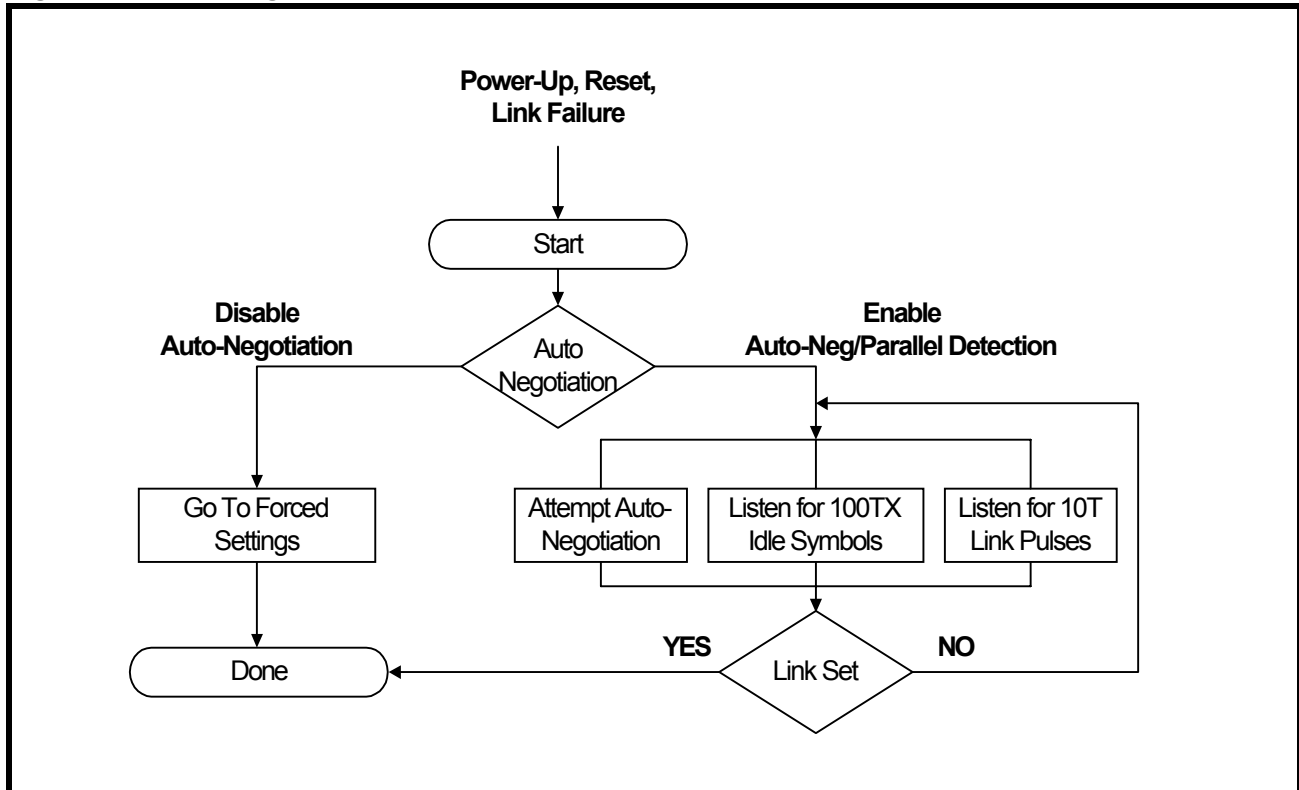 Power-Up, Reset,
Link Failure
Start
Disable
Auto-Negotiation
Enable
Auto-Neg/Parallel Detection
Auto
Negotiation
Go To Forced
Settings
Attempt Auto-
Negotiation
Listen for 100TX
Idle Symbols
Listen for 10T
Link Pulses
YES
NO
Link Set
Done